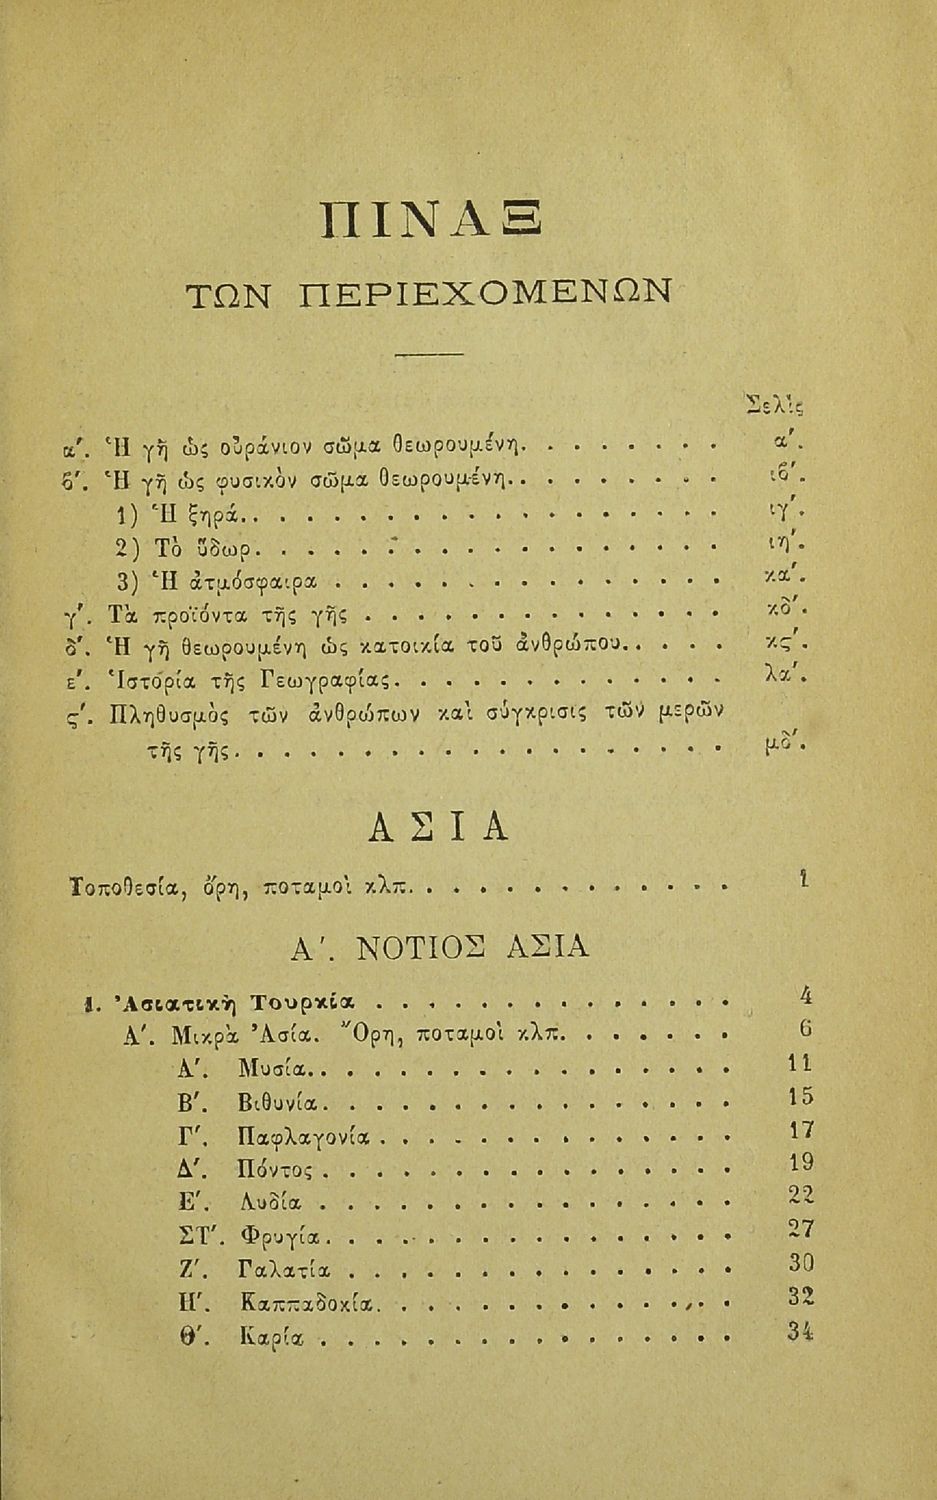 ΠΙΝΑΞ
ΤΩΝ ΠΕΡΙΕΧΟΜΕΝΩΝ
Σελὶς
α′. Ἡ γῆ ὡς οὐράνιον σῶμα θεωρουμένη. . . . . . . . α′.
β′. Ἡ γῆ ὡς φυσικὸν σῶμα θεωρουμένη. . . . . . . . . ιβ′.
1) Ἡ ξηρά. . . . . . . . . . . . . . . . . . . ιγ′.
2) Τὸ ὕδωρ. . . . . . . . . . . . . . . . . . ιη′.
3) Ἡ ἀτμόσφαιρα . . . . . . . . . . . . . . . κα′.
γ′. Τὰ προϊόντα τῆς γῆς . . . . . . . . . . . . . . κδ′.
δ′. Ἡ γῆ θεωρουμένη ὡς κατοικία τοῦ ἀνθρώπου. . . . . κς′.
ε′. Ἱστορία τῆς Γεωγραφίας. . . . . . . . . . . . . λα′.
ς′. Πληθυσμὸς τῶν ἀνθρώπων καὶ σύγκρισις τῶν μερῶν
τῆς γῆς. . . . . . . . . . . . . . . . . . . μδ′.
ΑΣΙΑ
Τοποθεσία, ὄρη, ποταμοὶ κλπ. . . . . . . . . . . . . 1
Α′. ΝΟΤΙΟΣ ΑΣΙΑ
1. Ἀσιατικὴ Τουρκία . . . . . . . . . . . . . . 4
Α′. Μικρὰ Ἀσία. Ὄρη, ποταμοὶ κλπ. . . . . . . 6
Α′. Μυσία. . . . . . . . . . . . . . . . . 11
Β′. Βιθυνία. . . . . . . . . . . . . . . . 15
Γ′. Παφλαγονία . . . . . . . . . . . . . . 17
Δ′. Πόντος . . . . . . . . . . . . . . . . 19
Ε′. Λυδία . . . . . . . . . . . . . . . . 22
ΣΤ′. Φρυγία. . . . . . . . . . . . . . . . 27
Ζ′. Γαλατία . . . . . . . . . . . . . . . 30
Η′. Καππαδοκία. . . . . . . . . . . . . . 32
Θ′. Καρία . . . . . . . . . . . . . . . . 34